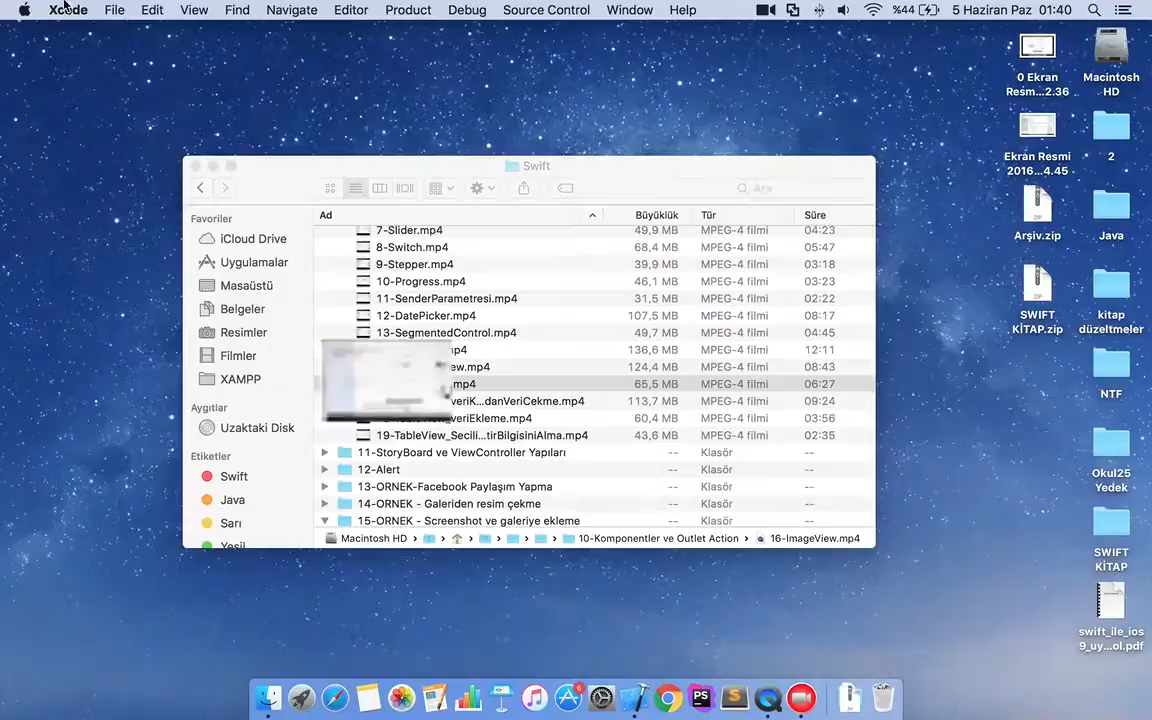 Xcode File Edit View Find Navigate Editor Product Debug Source Control Window Help %44 5 Haziran Paz 01:40
0 Ekran Resm...2.36
Macintosh HD
Ekran Resmi 2016...4.45
2
Arşiv.zip
Java
SWIFT KİTAP.zip
kitap düzeltmeler
NTF
Okul25 Yedek
SWIFT KİTAP
swift_ile_ios 9_uy...ol.pdf
Swift
Ara
Favoriler
iCloud Drive
Uygulamalar
Masaüstü
Belgeler
Resimler
Filmler
XAMPP
Aygıtlar
Uzaktaki Disk
Etiketler
Swift
Java
Sarı
Yeşil
Ad Büyüklük Tür Süre
7-Slider.mp4 49,9 MB MPEG-4 filmi 04:23
8-Switch.mp4 68,4 MB MPEG-4 filmi 05:47
9-Stepper.mp4 39,9 MB MPEG-4 filmi 03:18
10-Progress.mp4 46,1 MB MPEG-4 filmi 03:23
11-SenderParametresi.mp4 31,5 MB MPEG-4 filmi 02:22
12-DatePicker.mp4 107,5 MB MPEG-4 filmi 08:17
13-SegmentedControl.mp4 49,7 MB MPEG-4 filmi 04:45
mp4 136,6 MB MPEG-4 filmi 12:11
ew.mp4 124,4 MB MPEG-4 filmi 08:43
.mp4 65,5 MB MPEG-4 filmi 06:27
veriK...danVeriCekme.mp4 113,7 MB MPEG-4 filmi 09:24
veriEkleme.mp4 60,4 MB MPEG-4 filmi 03:56
19-TableView_Secili...tirBilgisiniAlma.mp4 43,6 MB MPEG-4 filmi 02:35
11-StoryBoard ve ViewController Yapıları -- Klasör --
12-Alert -- Klasör --
13-ORNEK-Facebook Paylaşım Yapma -- Klasör --
14-ORNEK - Galeriden resim çekme -- Klasör --
15-ORNEK - Screenshot ve galeriye ekleme -- Klasör --
Macintosh HD › › › › › › 10-Komponentler ve Outlet Action › 16-ImageView.mp4